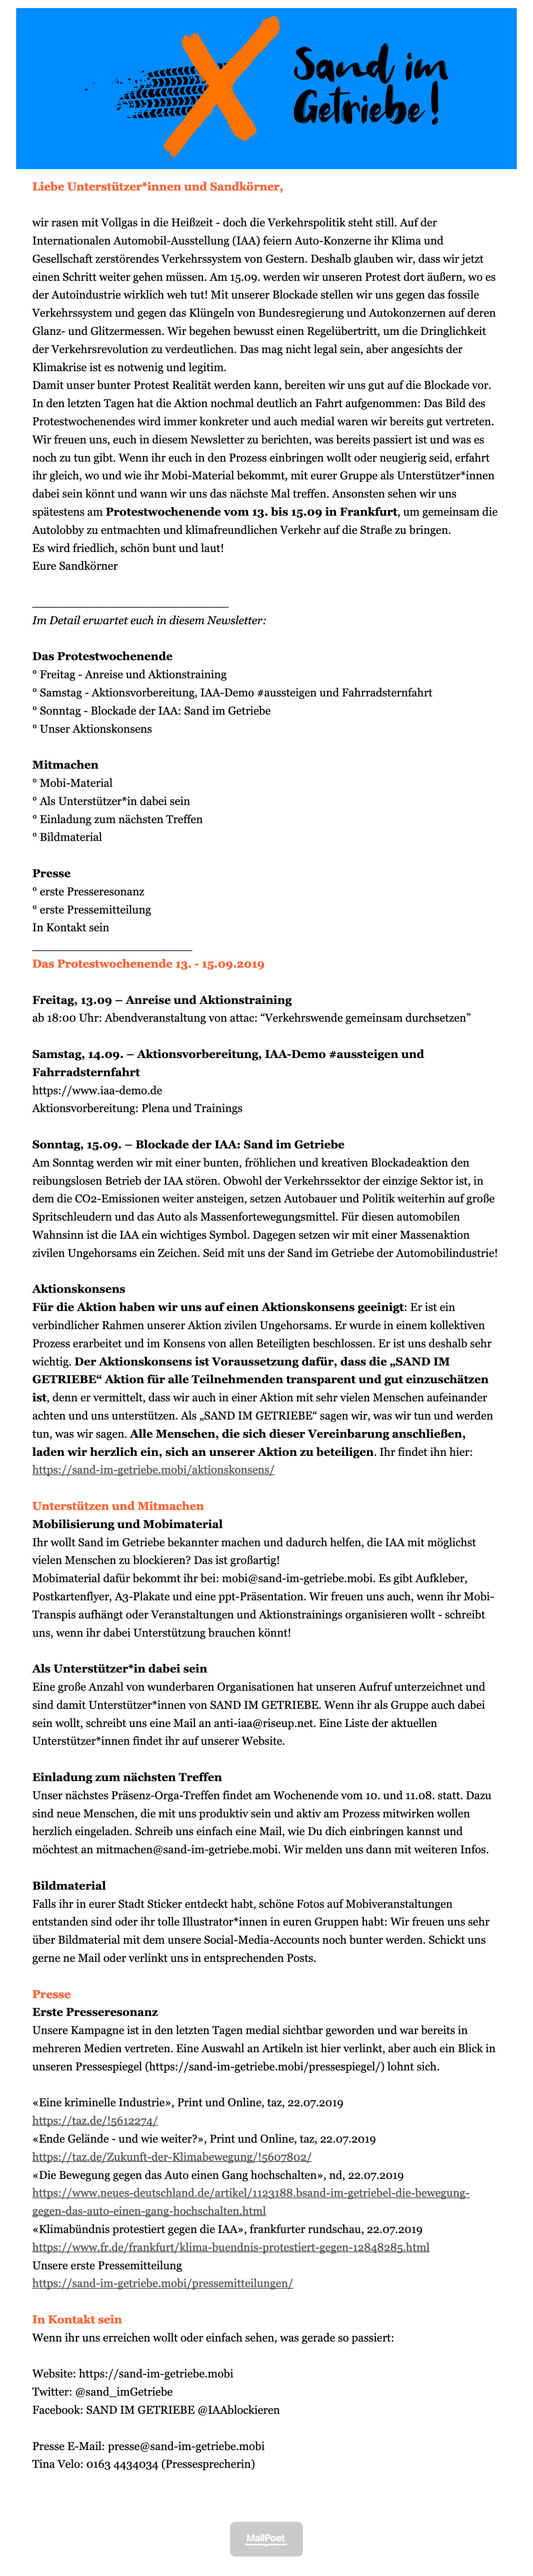 Sand im
Getriebe!
Liebe Unterstützer*innen und Sandkörner,
wir rasen mit Vollgas in die Heißzeit - doch die Verkehrspolitik steht still. Auf der
Internationalen Automobil-Ausstellung (IAA) feiern Auto-Konzerne ihr Klima und
Gesellschaft zerstörendes Verkehrssystem von Gestern. Deshalb glauben wir, dass wir jetzt
einen Schritt weiter gehen müssen. Am 15.09. werden wir unseren Protest dort äußern, wo es
der Autoindustrie wirklich weh tut! Mit unserer Blockade stellen wir uns gegen das fossile
Verkehrssystem und gegen das Klüngeln von Bundesregierung und Autokonzernen auf deren
Glanz- und Glitzermessen. Wir begehen bewusst einen Regelübertritt, um die Dringlichkeit
der Verkehrsrevolution zu verdeutlichen. Das mag nicht legal sein, aber angesichts der
Klimakrise ist es notwenig und legitim.
Damit unser bunter Protest Realität werden kann, bereiten wir uns gut auf die Blockade vor.
In den letzten Tagen hat die Aktion nochmal deutlich an Fahrt aufgenommen: Das Bild des
Protestwochenendes wird immer konkreter und auch medial waren wir bereits gut vertreten.
Wir freuen uns, euch in diesem Newsletter zu berichten, was bereits passiert ist und was es
noch zu tun gibt. Wenn ihr euch in den Prozess einbringen wollt oder neugierig seid, erfahrt
ihr gleich, wo und wie ihr Mobi-Material bekommt, mit eurer Gruppe als Unterstützer*innen
dabei sein könnt und wann wir uns das nächste Mal treffen. Ansonsten sehen wir uns
spätestens am Protestwochenende vom 13. bis 15.09 in Frankfurt, um gemeinsam die
Autolobby zu entmachten und klimafreundlichen Verkehr auf die Straße zu bringen.
Es wird friedlich, schön bunt und laut!
Eure Sandkörner
Im Detail erwartet euch in diesem Newsletter:
Das Protestwochenende
° Freitag - Anreise und Aktionstraining
° Samstag - Aktionsvorbereitung, IAA-Demo #aussteigen und Fahrradsternfahrt
° Sonntag - Blockade der IAA: Sand im Getriebe
° Unser Aktionskonsens
Mitmachen
° Mobi-Material
° Als Unterstützer*in dabei sein
° Einladung zum nächsten Treffen
° Bildmaterial
Presse
° erste Presseresonanz
° erste Pressemitteilung
In Kontakt sein
Das Protestwochenende 13. - 15.09.2019
Freitag, 13.09 – Anreise und Aktionstraining
ab 18:00 Uhr: Abendveranstaltung von attac: “Verkehrswende gemeinsam durchsetzen”
Samstag, 14.09. – Aktionsvorbereitung, IAA-Demo #aussteigen und
Fahrradsternfahrt
https://www.iaa-demo.de
Aktionsvorbereitung: Plena und Trainings
Sonntag, 15.09. – Blockade der IAA: Sand im Getriebe
Am Sonntag werden wir mit einer bunten, fröhlichen und kreativen Blockadeaktion den
reibungslosen Betrieb der IAA stören. Obwohl der Verkehrssektor der einzige Sektor ist, in
dem die CO2-Emissionen weiter ansteigen, setzen Autobauer und Politik weiterhin auf große
Spritschleudern und das Auto als Massenfortewegungsmittel. Für diesen automobilen
Wahnsinn ist die IAA ein wichtiges Symbol. Dagegen setzen wir mit einer Massenaktion
zivilen Ungehorsams ein Zeichen. Seid mit uns der Sand im Getriebe der Automobilindustrie!
Aktionskonsens
Für die Aktion haben wir uns auf einen Aktionskonsens geeinigt: Er ist ein
verbindlicher Rahmen unserer Aktion zivilen Ungehorsams. Er wurde in einem kollektiven
Prozess erarbeitet und im Konsens von allen Beteiligten beschlossen. Er ist uns deshalb sehr
wichtig. Der Aktionskonsens ist Voraussetzung dafür, dass die „SAND IM
GETRIEBE“ Aktion für alle Teilnehmenden transparent und gut einzuschätzen
ist, denn er vermittelt, dass wir auch in einer Aktion mit sehr vielen Menschen aufeinander
achten und uns unterstützen. Als „SAND IM GETRIEBE“ sagen wir, was wir tun und werden
tun, was wir sagen. Alle Menschen, die sich dieser Vereinbarung anschließen,
laden wir herzlich ein, sich an unserer Aktion zu beteiligen. Ihr findet ihn hier:
https://sand-im-getriebe.mobi/aktionskonsens/
Unterstützen und Mitmachen
Mobilisierung und Mobimaterial
Ihr wollt Sand im Getriebe bekannter machen und dadurch helfen, die IAA mit möglichst
vielen Menschen zu blockieren? Das ist großartig!
Mobimaterial dafür bekommt ihr bei: mobi@sand-im-getriebe.mobi. Es gibt Aufkleber,
Postkartenflyer, A3-Plakate und eine ppt-Präsentation. Wir freuen uns auch, wenn ihr Mobi-
Transpis aufhängt oder Veranstaltungen und Aktionstrainings organisieren wollt - schreibt
uns, wenn ihr dabei Unterstützung brauchen könnt!
Als Unterstützer*in dabei sein
Eine große Anzahl von wunderbaren Organisationen hat unseren Aufruf unterzeichnet und
sind damit Unterstützer*innen von SAND IM GETRIEBE. Wenn ihr als Gruppe auch dabei
sein wollt, schreibt uns eine Mail an anti-iaa@riseup.net. Eine Liste der aktuellen
Unterstützer*innen findet ihr auf unserer Website.
Einladung zum nächsten Treffen
Unser nächstes Präsenz-Orga-Treffen findet am Wochenende vom 10. und 11.08. statt. Dazu
sind neue Menschen, die mit uns produktiv sein und aktiv am Prozess mitwirken wollen
herzlich eingeladen. Schreib uns einfach eine Mail, wie Du dich einbringen kannst und
möchtest an mitmachen@sand-im-getriebe.mobi. Wir melden uns dann mit weiteren Infos.
Bildmaterial
Falls ihr in eurer Stadt Sticker entdeckt habt, schöne Fotos auf Mobiveranstaltungen
entstanden sind oder ihr tolle Illustrator*innen in euren Gruppen habt: Wir freuen uns sehr
über Bildmaterial mit dem unsere Social-Media-Accounts noch bunter werden. Schickt uns
gerne ne Mail oder verlinkt uns in entsprechenden Posts.
Presse
Erste Presseresonanz
Unsere Kampagne ist in den letzten Tagen medial sichtbar geworden und war bereits in
mehreren Medien vertreten. Eine Auswahl an Artikeln ist hier verlinkt, aber auch ein Blick in
unseren Pressespiegel (https://sand-im-getriebe.mobi/pressespiegel/) lohnt sich.
«Eine kriminelle Industrie», Print und Online, taz, 22.07.2019
https://taz.de/!5612274/
«Ende Gelände - und wie weiter?», Print und Online, taz, 22.07.2019
https://taz.de/Zukunft-der-Klimabewegung/!5607802/
«Die Bewegung gegen das Auto einen Gang hochschalten», nd, 22.07.2019
https://www.neues-deutschland.de/artikel/1123188.bsand-im-getriebel-die-bewegung-
gegen-das-auto-einen-gang-hochschalten.html
«Klimabündnis protestiert gegen die IAA», frankfurter rundschau, 22.07.2019
https://www.fr.de/frankfurt/klima-buendnis-protestiert-gegen-12848285.html
Unsere erste Pressemitteilung
https://sand-im-getriebe.mobi/pressemitteilungen/
In Kontakt sein
Wenn ihr uns erreichen wollt oder einfach sehen, was gerade so passiert:
Website: https://sand-im-getriebe.mobi
Twitter: @sand_imGetriebe
Facebook: SAND IM GETRIEBE @IAAblockieren
Presse E-Mail: presse@sand-im-getriebe.mobi
Tina Velo: 0163 4434034 (Pressesprecherin)
MailPoet